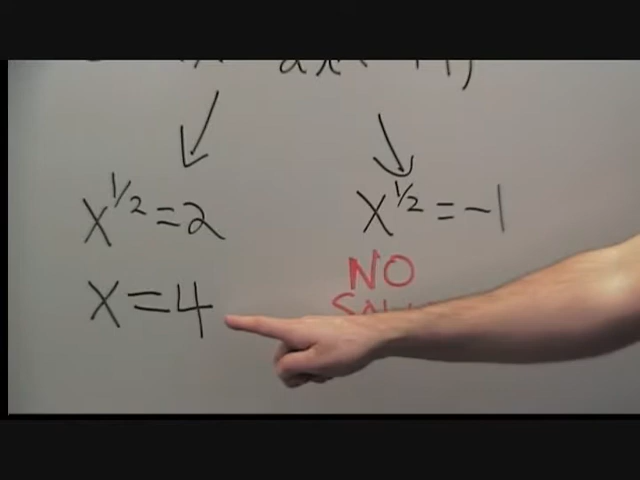 x^1/2 = 2
x^1/2 = -1
x = 4
NO